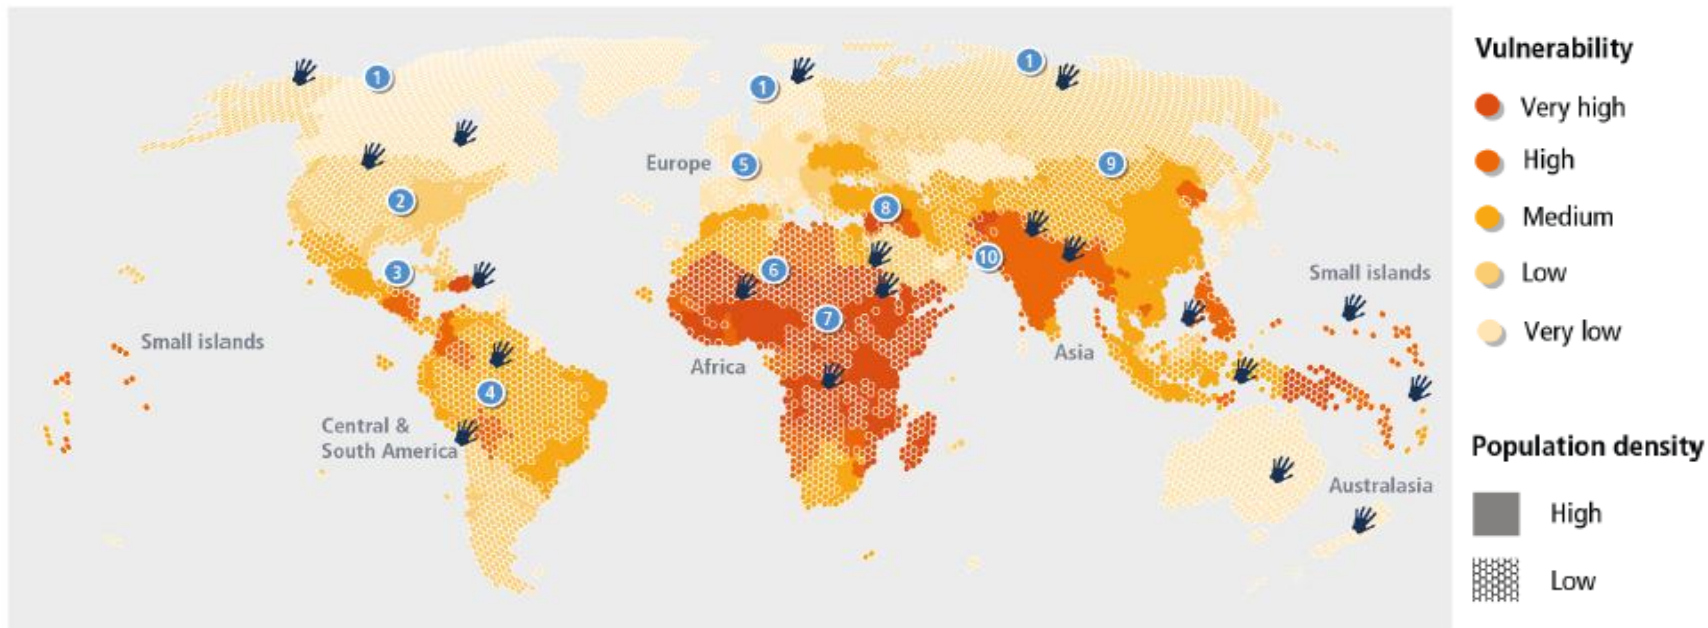 Vulnerability
Very high
High
Medium
Low
Very low
Population density
High
Low
1
1
1
Europe
5
9
2
8
10
3
6
Small islands
7
Small islands
Africa
Asia
4
Central &
South America
Australasia